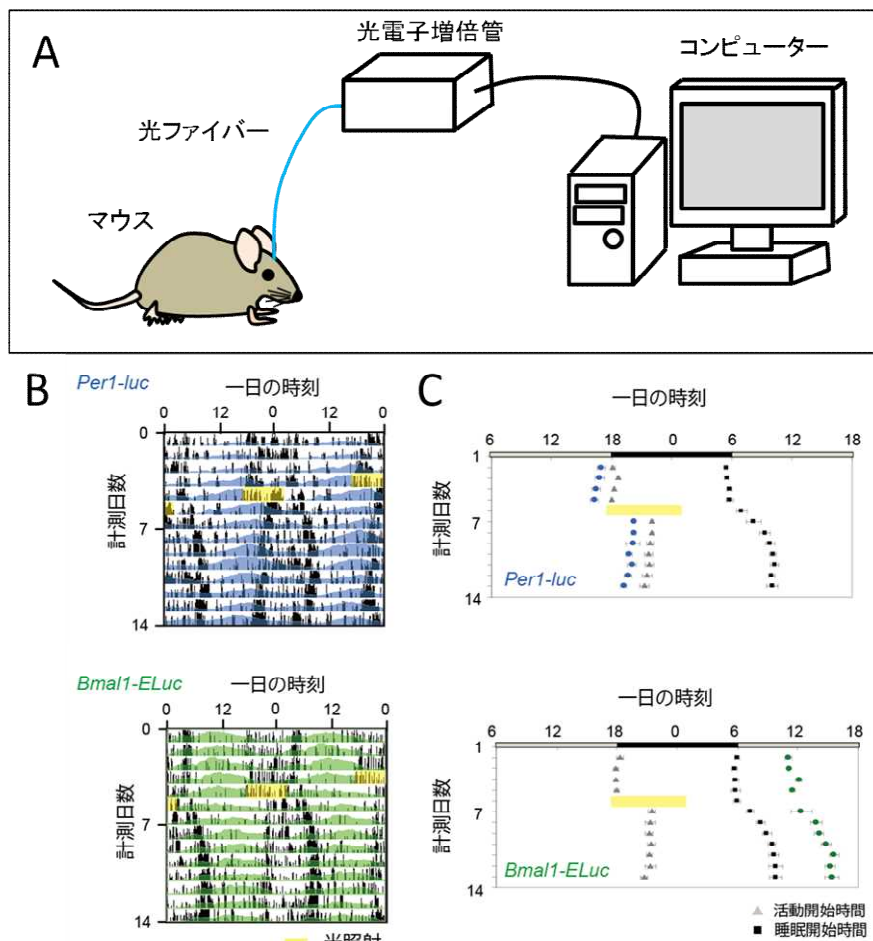 A
光電子増倍管
コンピューター
光ファイバー
マウス
B
Per1-luc
一日の時刻
0 12 0 12 0
0
計測日数
7
14
C
一日の時刻
6 12 18 0 6 12 18
1
計測日数
7
Per1-luc
14
Bmal1-ELuc
一日の時刻
0 12 0 12 0
0
計測日数
7
14
一日の時刻
6 12 18 0 6 12 18
1
計測日数
7
Bmal1-ELuc
14
活動開始時間
睡眠開始時間